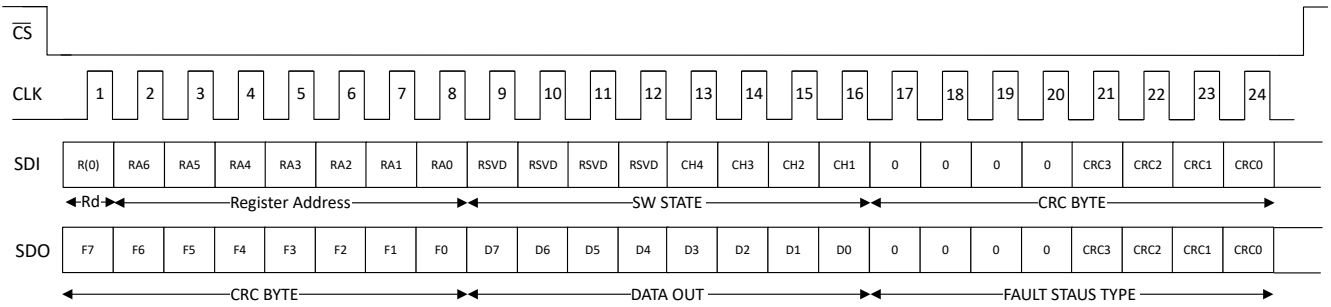 CS
CLK 1 2 3 4 5 6 7 8 9 10 11 12 13 14 15 16 17 18 19 20 21 22 23 24
SDI R(0) RA6 RA5 RA4 RA3 RA2 RA1 RA0 RSVD RSVD RSVD RSVD CH4 CH3 CH2 CH1 0 0 0 0 CRC3 CRC2 CRC1 CRC0
Rd Register Address SW STATE CRC BYTE
SDO F7 F6 F5 F4 F3 F2 F1 F0 D7 D6 D5 D4 D3 D2 D1 D0 0 0 0 0 CRC3 CRC2 CRC1 CRC0
CRC BYTE DATA OUT FAULT STAUS TYPE